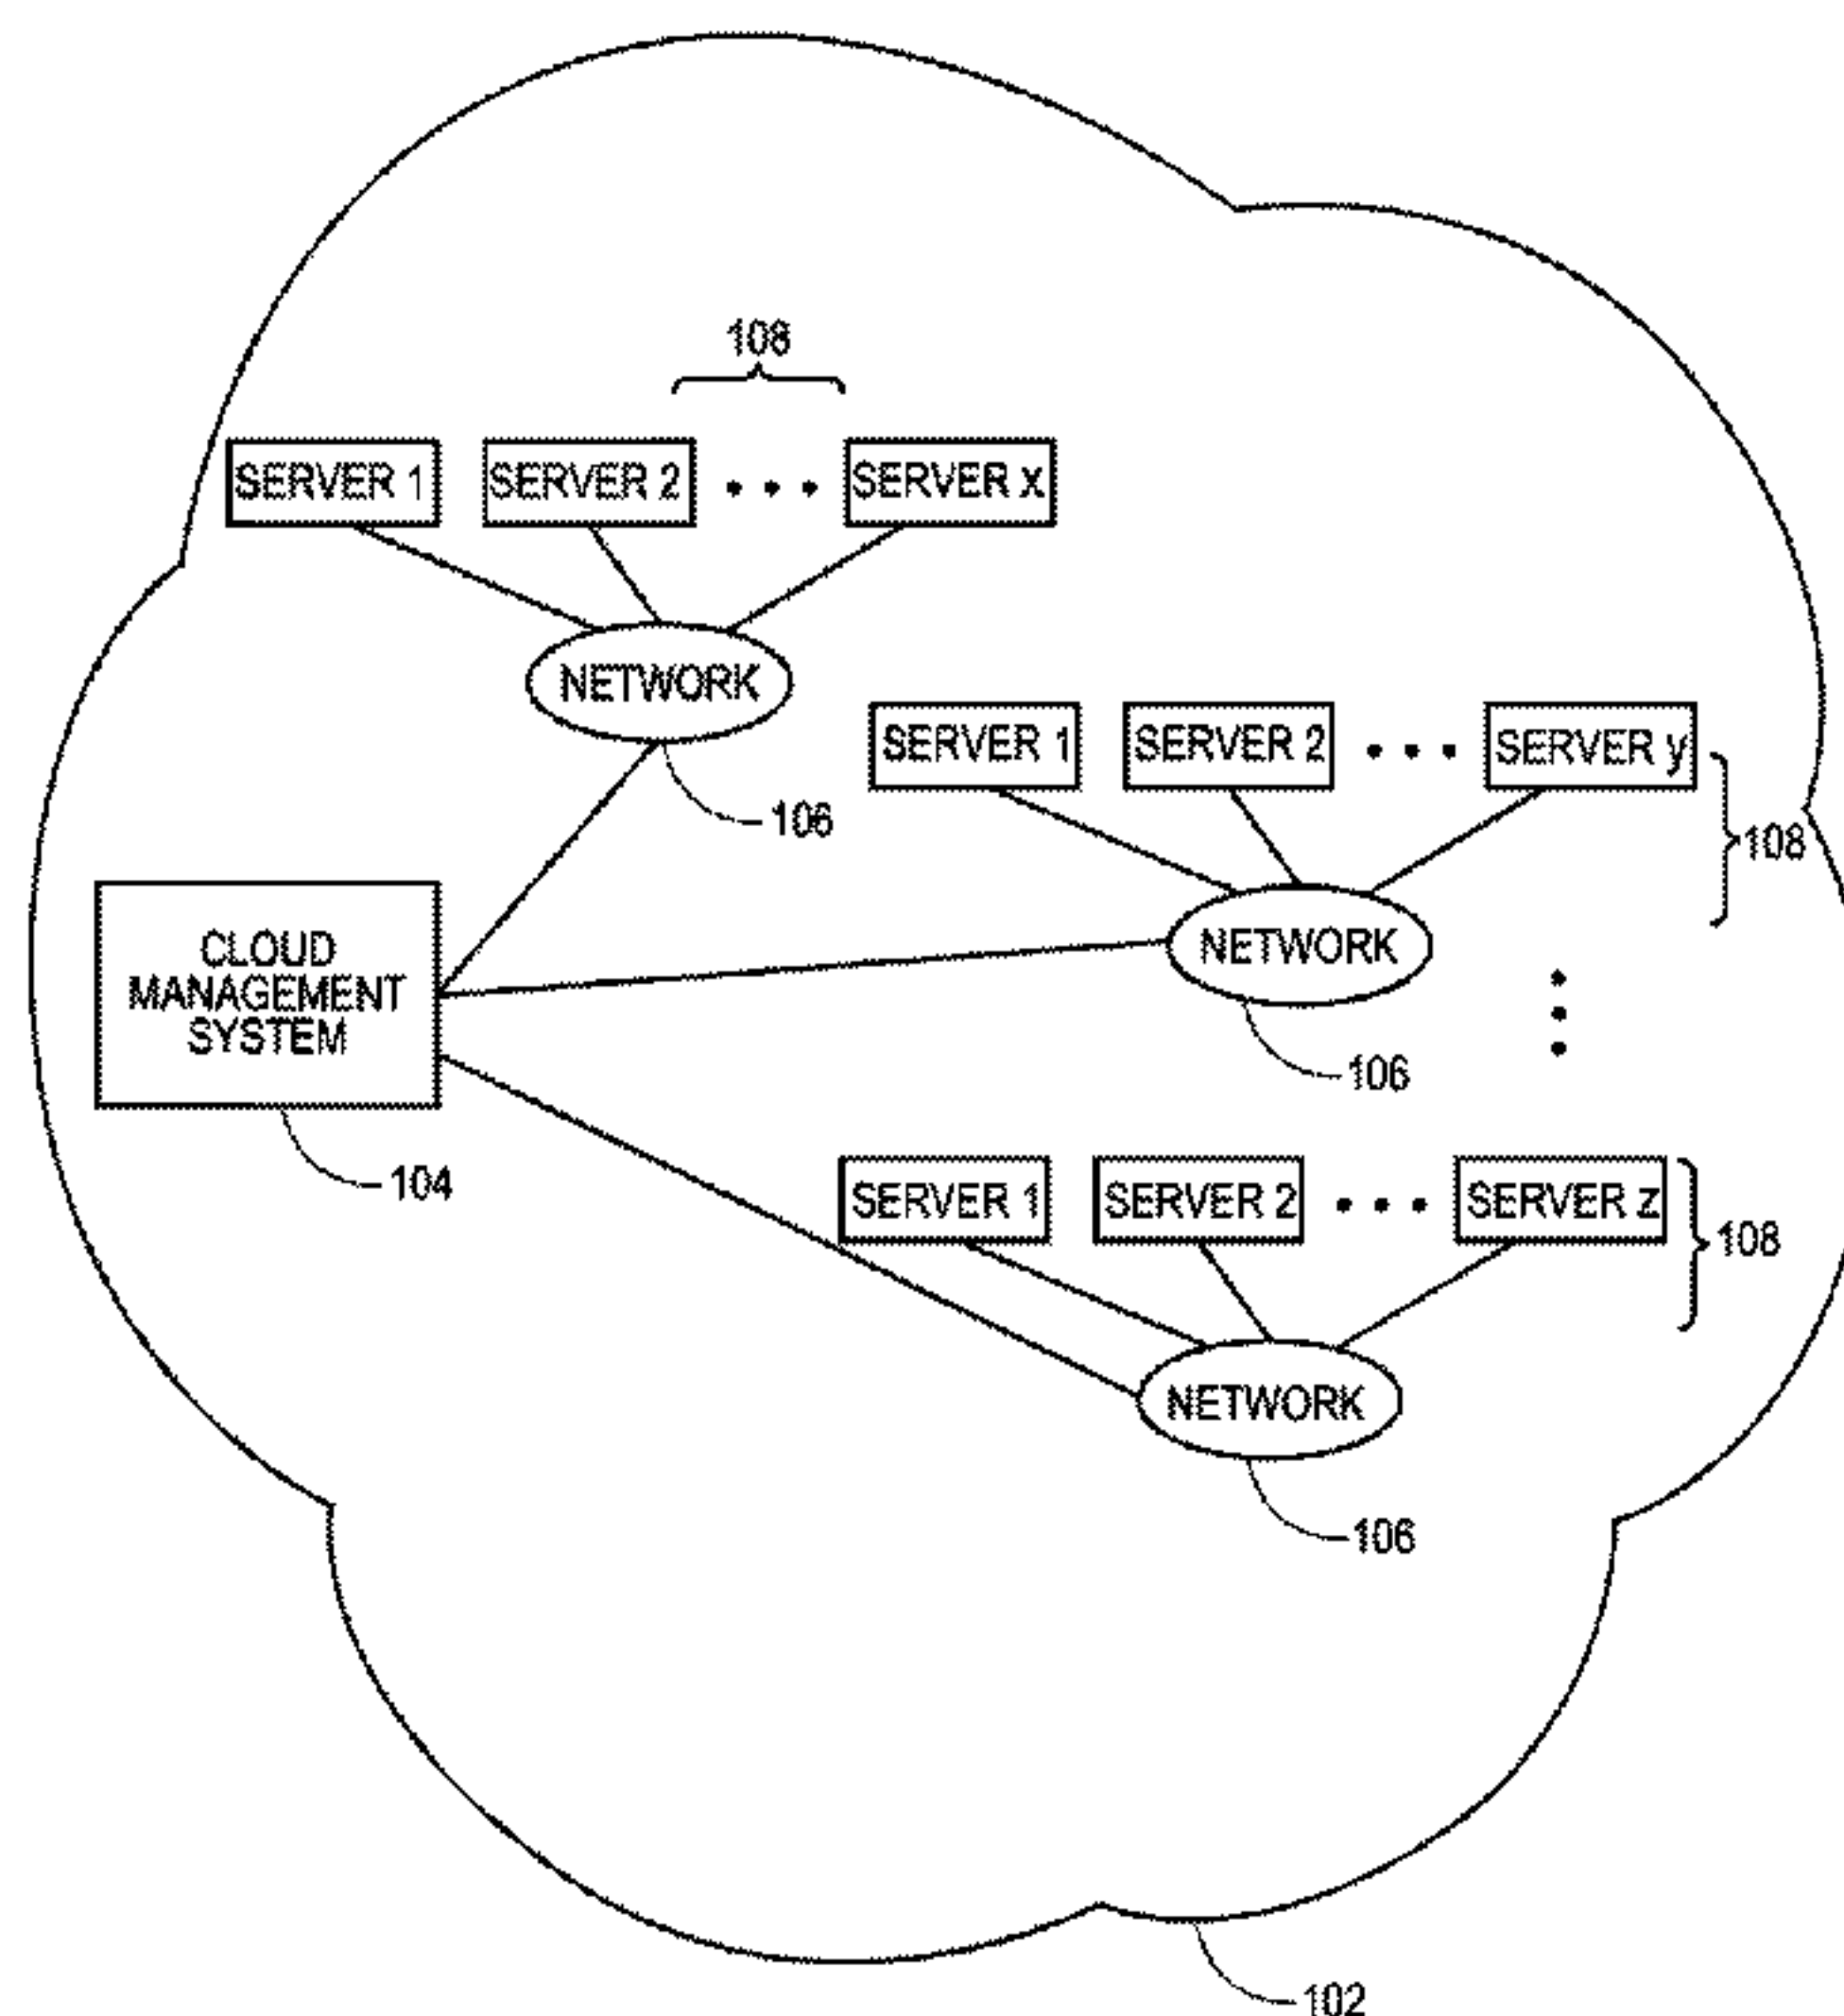 108
SERVER 1 SERVER 2 • • • SERVER x
NETWORK
106
SERVER 1 SERVER 2 • • • SERVER y
108
NETWORK
106
CLOUD
MANAGEMENT
SYSTEM
104
SERVER 1 SERVER 2 • • • SERVER z
108
NETWORK
106
102